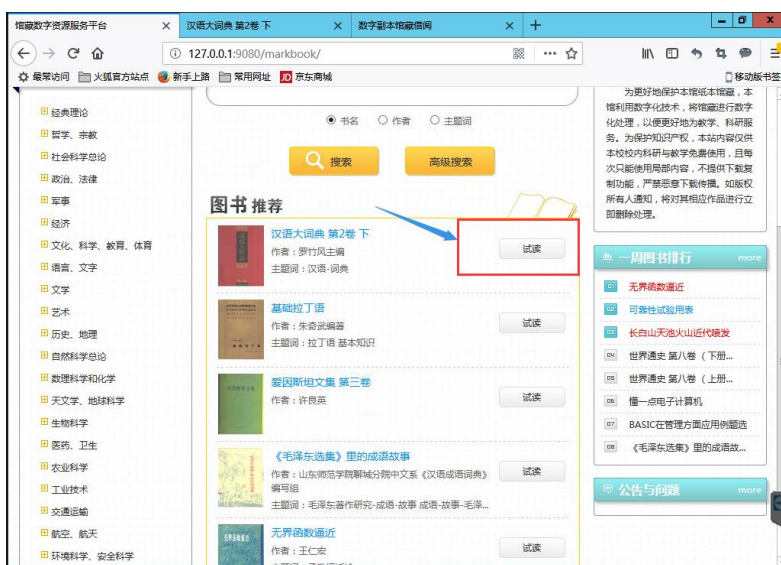 馆藏数字资源服务平台
汉语大词典 第2卷 下
数字副本馆藏借阅
127.0.0.1:9080/markbook/
最常访问 火狐官方站点 新手上路 常用网址 JD 京东商城
移动版书签
经典理论
哲学、宗教
社会科学总论
政治、法律
军事
经济
文化、科学、教育、体育
语言、文字
文学
艺术
历史、地理
自然科学总论
数理科学和化学
天文学、地球科学
生物科学
医药、卫生
农业科学
工业技术
交通运输
航空、航天
环境科学、安全科学
书名 作者 主题词
搜索 高级搜索
图书 推荐
汉语大词典 第2卷 下
作者：罗竹风主编
主题词：汉语-词典
试读
基础拉丁语
作者：朱奇武编著
主题词：拉丁语 基本知识
试读
爱因斯坦文集 第三卷
作者：许良英
试读
《毛泽东选集》里的成语故事
作者：山东师范学院聊城分院中文系《汉语成语词典》
编写组
主题词：毛泽东著作研究-成语-故事 成语-故事-毛泽...
试读
无界函数逼近
作者：王仁宏
试读
为更好地保护本馆纸本馆藏，本
馆利用数字化技术，将馆藏进行数字
化处理，以便更好地为教学、科研服
务。为保护知识产权，本站内容仅供
本校校内科研与教学免费使用，且每
次只能使用局部内容，不提供下载复
制功能，严禁恶意下载传播。如版权
所有人通知，将对其相应作品进行立
即删除处理。
一周图书排行 more
01 无界函数逼近
02 可靠性试验用表
03 长白山天池火山近代喷发
04 世界通史 第八卷 （下册...
05 世界通史 第八卷 （上册...
06 懂一点电子计算机
07 BASIC在管理方面应用例题选
08 《毛泽东选集》里的成语故...
公告与问题 more